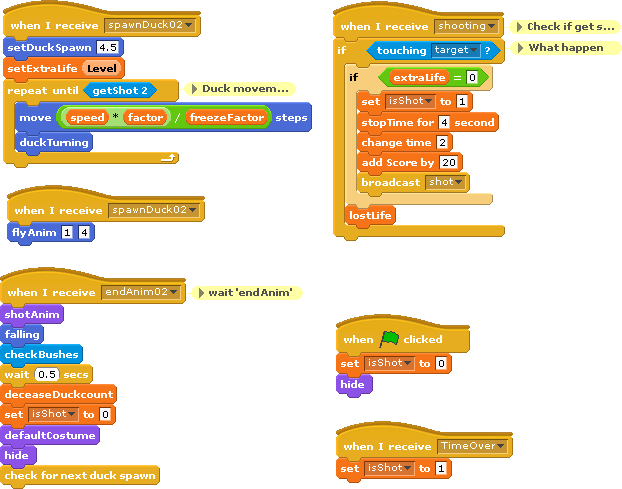 when I receive spawnDuck02
setDuckSpawn 4.5
setExtraLife Level
repeat until getShot 2
Duck movem...
move speed * factor / freezeFactor steps
duckTurning
when I receive spawnDuck02
flyAnim 1 4
when I receive endAnim02
wait 'endAnim'
shotAnim
falling
checkBushes
wait 0.5 secs
deceaseDuckcount
set isShot to 0
defaultCostume
hide
check for next duck spawn
when I receive shooting
Check if get s...
if touching target ?
What happen
if extraLife = 0
set isShot to 1
stopTime for 4 second
change time 2
add Score by 20
broadcast shot
lostLife
when clicked
set isShot to 0
hide
when I receive TimeOver
set isShot to 1